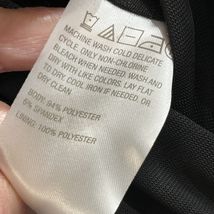 MACHINE WASH COLD DELICATE
CYCLE. ONLY NON-CHLORINE
BLEACH WHEN NEEDED. WASH AND
DRY WITH LIKE COLORS. LAY FLAT
TO DRY. COOL IRON IF NEEDED OR
DRY CLEAN
BODY: 94% POLYESTER
6% SPANDEX
LINING: 100% POLYESTER